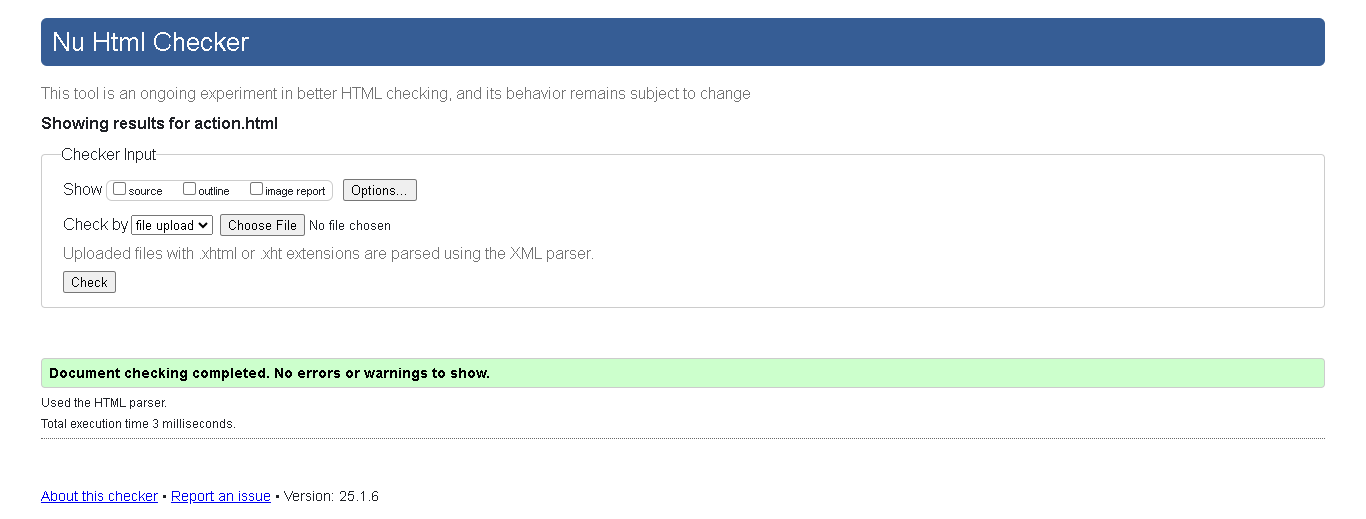 Nu Html Checker
This tool is an ongoing experiment in better HTML checking, and its behavior remains subject to change
Showing results for action.html
Checker Input
Show source outline image report Options...
Check by file upload Choose File No file chosen
Uploaded files with .xhtml or .xht extensions are parsed using the XML parser.
Check
Document checking completed. No errors or warnings to show.
Used the HTML parser.
Total execution time 3 milliseconds.
About this checker • Report an issue • Version: 25.1.6